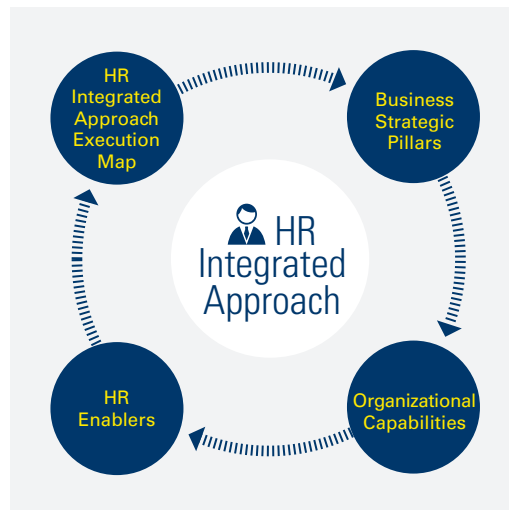 HR
Integrated
Approach
Execution
Map
Business
Strategic
Pillars
HR
Integrated
Approach
HR
Enablers
Organizational
Capabilities